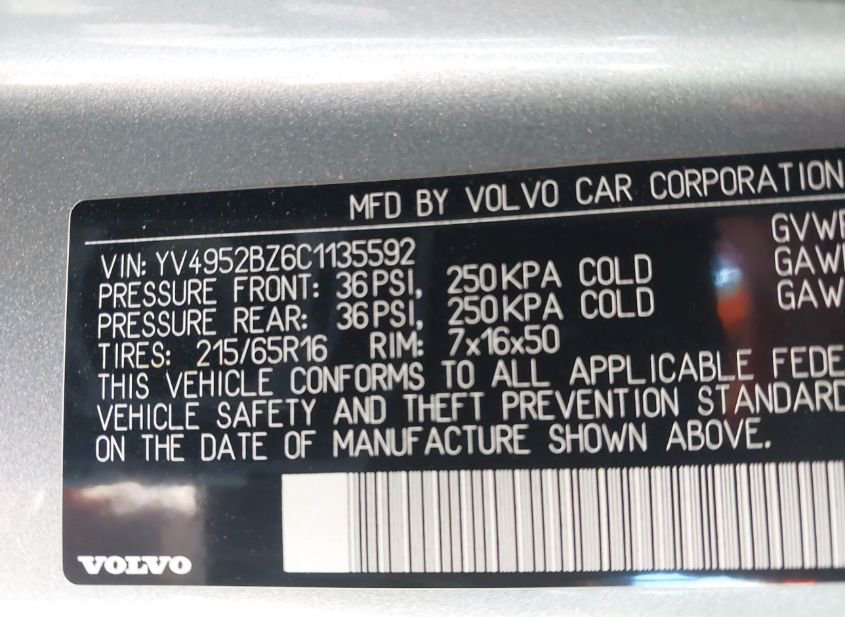 MFD BY VOLVO CAR CORPORATION
GVW
VIN: YV4952BZ6C1135592
GAW
PRESSURE FRONT: 36 PSI, 250 KPA COLD
GAW
PRESSURE REAR: 36 PSI, 250 KPA COLD
TIRES: 215/65R16 RIM: 7x16x50
THIS VEHICLE CONFORMS TO ALL APPLICABLE FEDE
VEHICLE SAFETY AND THEFT PREVENTION STANDARD
ON THE DATE OF MANUFACTURE SHOWN ABOVE.
VOLVO